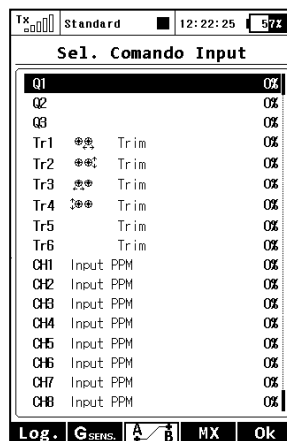 Tx Standard 12:22:25 57%
Sel. Comando Input
Q1 0%
Q2 0%
Q3 0%
Tr1 Trim 0%
Tr2 Trim 0%
Tr3 Trim 0%
Tr4 Trim 0%
Tr5 Trim 0%
Tr6 Trim 0%
CH1 Input PPM 0%
CH2 Input PPM 0%
CH3 Input PPM 0%
CH4 Input PPM 0%
CH5 Input PPM 0%
CH6 Input PPM 0%
CH7 Input PPM 0%
CH8 Input PPM 0%
Log. GSENS. A B MX Ok